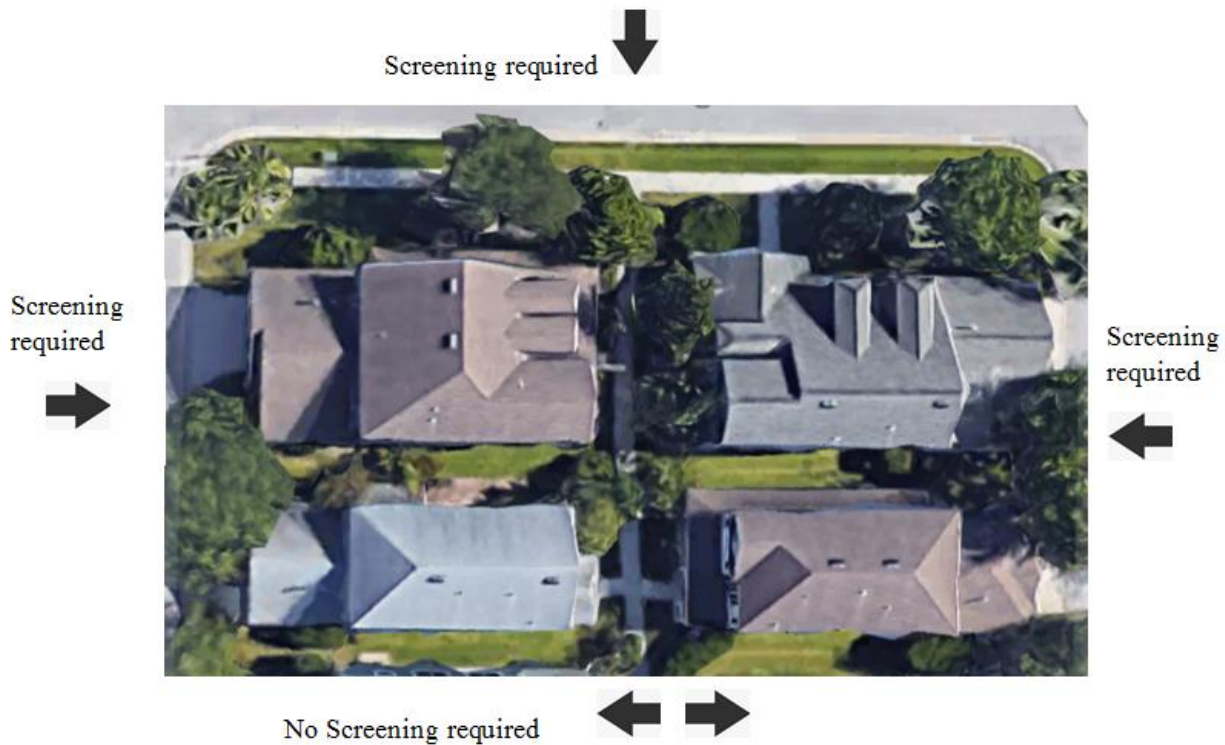 Screening required
Screening
required
Screening
required
No Screening required